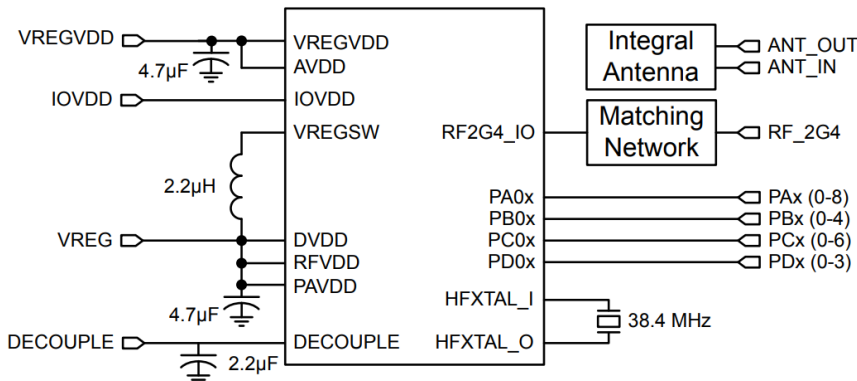 VREGVDD
4.7µF
VREGVDD
AVDD
Integral
Antenna
ANT_OUT
ANT_IN
IOVDD
IOVDD
VREGSW
RF2G4_IO
Matching
Network
RF_2G4
2.2µH
PA0x
PAx (0-8)
PB0x
PBx (0-4)
VREG
DVDD
PC0x
PCx (0-6)
RFVDD
PD0x
PDx (0-3)
PAVDD
4.7µF
HFXTAL_I
38.4 MHz
DECOUPLE
DECOUPLE
HFXTAL_O
2.2µF